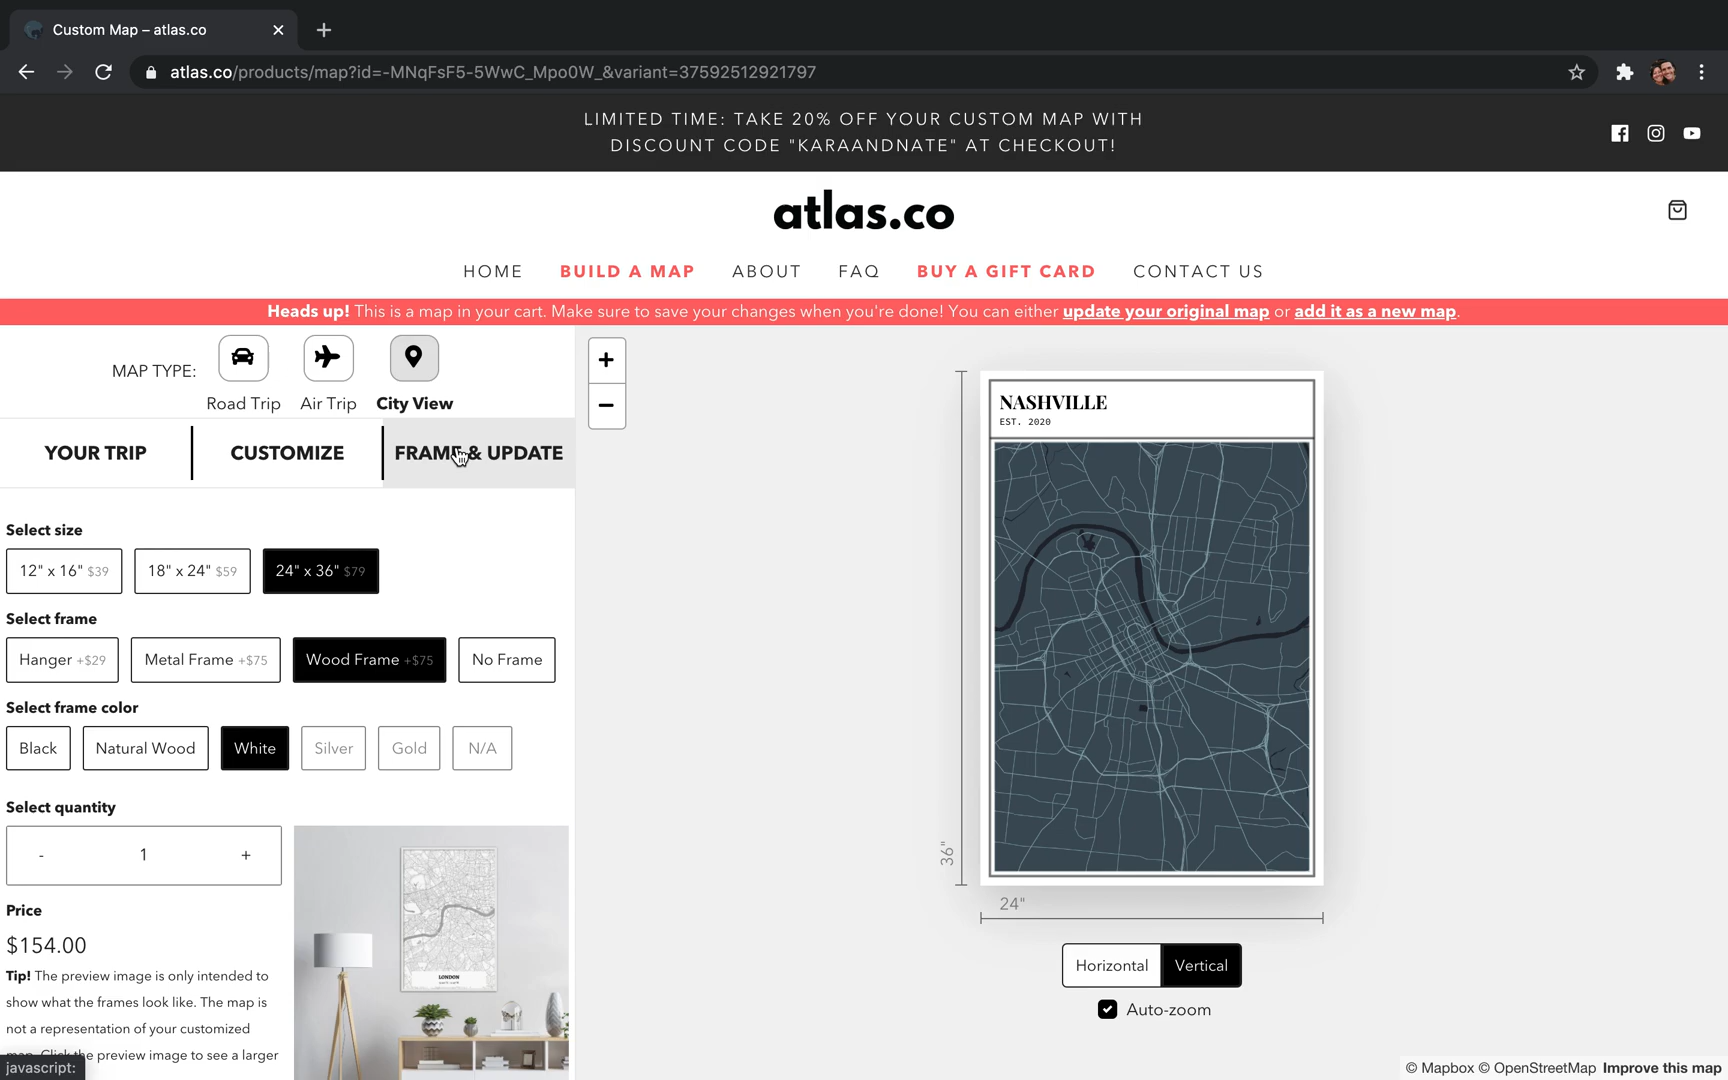 Custom Map – atlas.co
atlas.co/products/map?id=-MNqFsF5-5WwC_Mpo0W_&variant=37592512921797
LIMITED TIME: TAKE 20% OFF YOUR CUSTOM MAP WITH
DISCOUNT CODE "KARAANDNATE" AT CHECKOUT!
atlas.co
HOME BUILD A MAP ABOUT FAQ BUY A GIFT CARD CONTACT US
Heads up! This is a map in your cart. Make sure to save your changes when you're done! You can either update your original map or add it as a new map.
MAP TYPE:
Road Trip Air Trip City View
YOUR TRIP CUSTOMIZE FRAME & UPDATE
Select size
12" x 16" $39 18" x 24" $59 24" x 36" $79
Select frame
Hanger +$29 Metal Frame +$75 Wood Frame +$75 No Frame
Select frame color
Black Natural Wood White Silver Gold N/A
Select quantity
- 1 +
Price
$154.00
Tip! The preview image is only intended to
show what the frames look like. The map is
not a representation of your customized
map. Click the preview image to see a larger
javascript:
LONDON
NASHVILLE
EST. 2020
36"
24"
Horizontal Vertical
Auto-zoom
© Mapbox © OpenStreetMap Improve this map